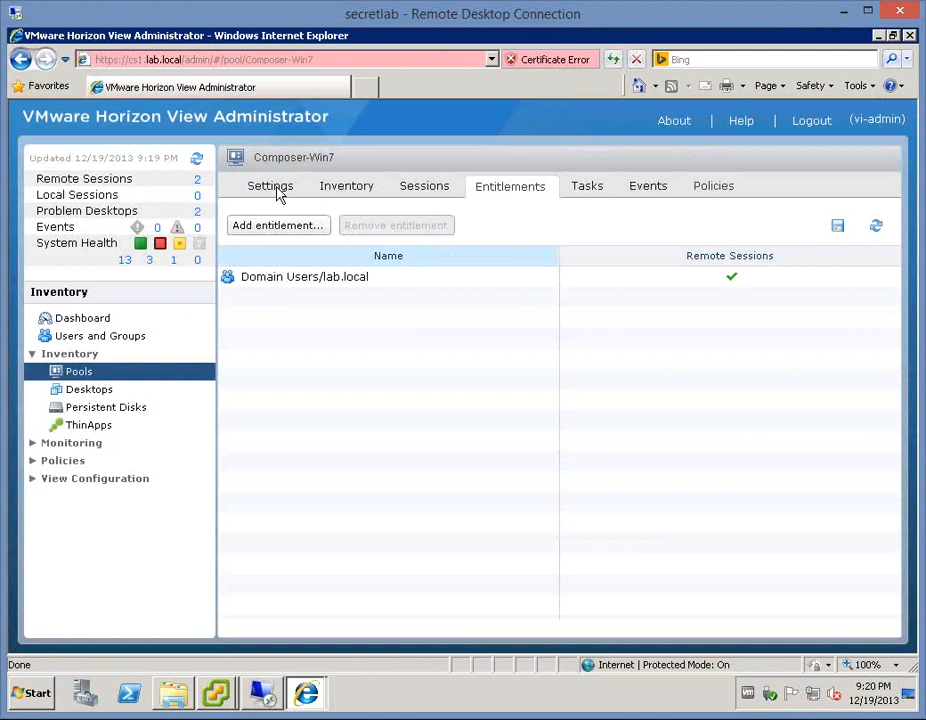 secretlab - Remote Desktop Connection
VMware Horizon View Administrator - Windows Internet Explorer
https://cs1.lab.local/admin/#/pool/Composer-Win7
Certificate Error
Bing
Favorites
VMware Horizon View Administrator
Page
Safety
Tools
VMware Horizon View Administrator
About | Help | Logout (vi-admin)
Updated 12/19/2013 9:19 PM
Remote Sessions 2
Local Sessions 0
Problem Desktops 2
Events 0 0
System Health
13 3 1 0
Inventory
Dashboard
Users and Groups
Inventory
Pools
Desktops
Persistent Disks
ThinApps
Monitoring
Policies
View Configuration
Composer-Win7
Settings Inventory Sessions Entitlements Tasks Events Policies
Add entitlement... Remove entitlement
Name Remote Sessions
Domain Users/lab.local
Done
Internet | Protected Mode: On
100%
Start
9:20 PM
12/19/2013